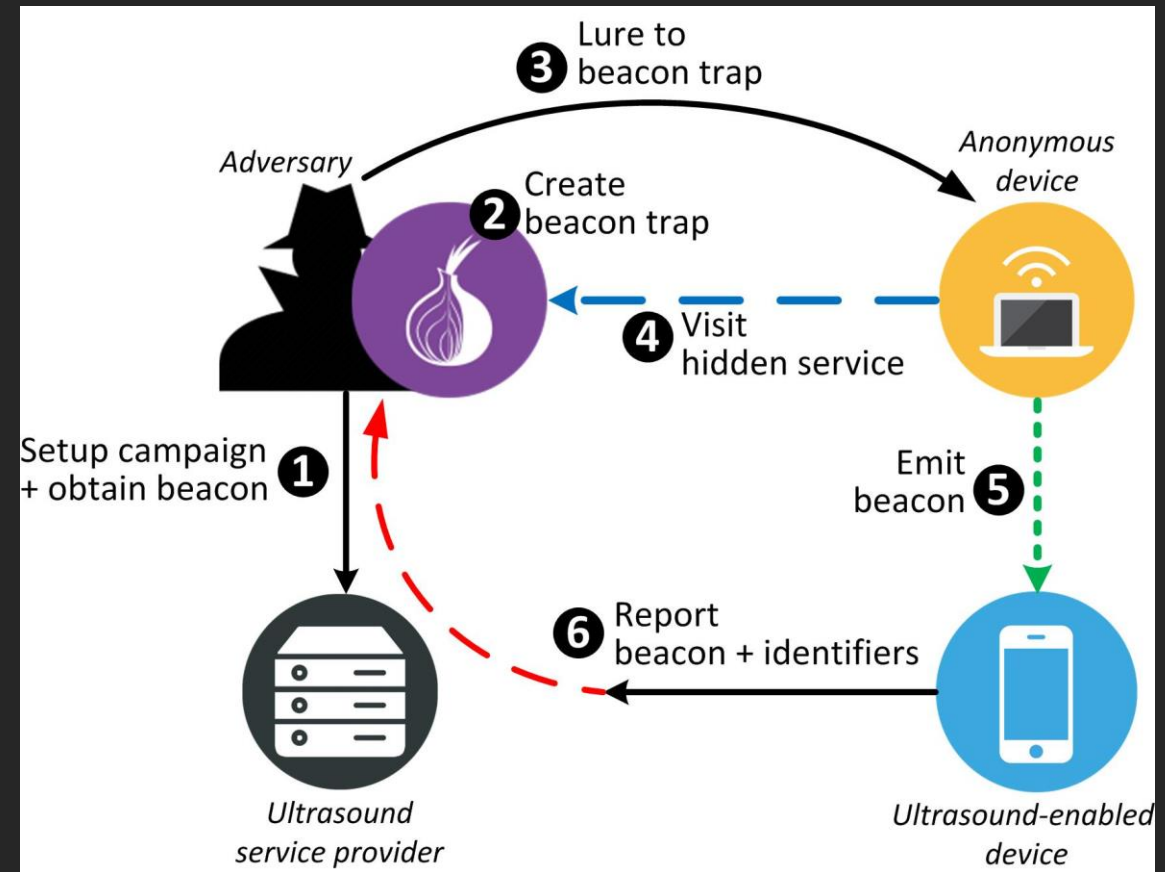 3 Lure to
beacon trap
Adversary
Anonymous
device
2 Create
beacon trap
4 Visit
hidden service
Setup campaign
+ obtain beacon 1
Emit
beacon 5
6 Report
beacon + identifiers
Ultrasound
service provider
Ultrasound-enabled
device